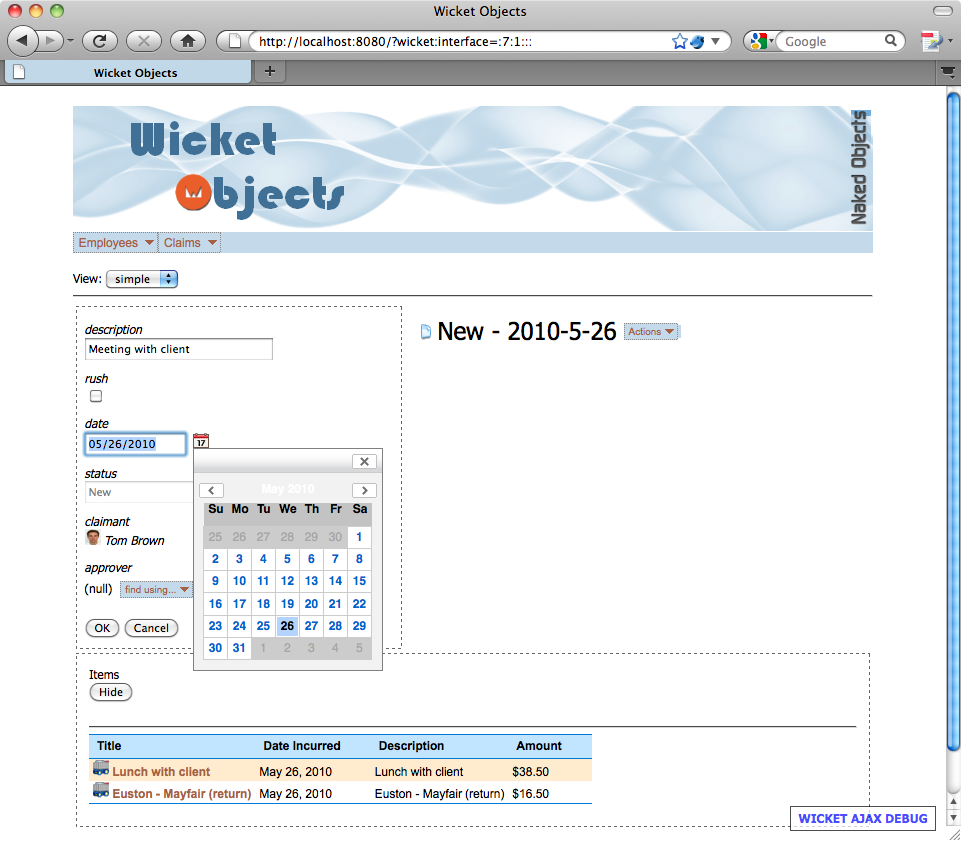 Wicket Objects
http://localhost:8080/?wicket:interface=:7:1:::
Google
Wicket Objects
Wicket
Objects
Naked Objects
Employees Claims
View: simple
description
Meeting with client
rush
date
05/26/2010
17
status
New
claimant
Tom Brown
approver
(null) find using...
OK Cancel
New - 2010-5-26 Actions
May 2010
Su Mo Tu We Th Fr Sa
25 26 27 28 29 30 1
2 3 4 5 6 7 8
9 10 11 12 13 14 15
16 17 18 19 20 21 22
23 24 25 26 27 28 29
30 31 1 2 3 4 5
Items
Hide
Title Date Incurred Description Amount
Lunch with client May 26, 2010 Lunch with client $38.50
Euston - Mayfair (return) May 26, 2010 Euston - Mayfair (return) $16.50
WICKET AJAX DEBUG